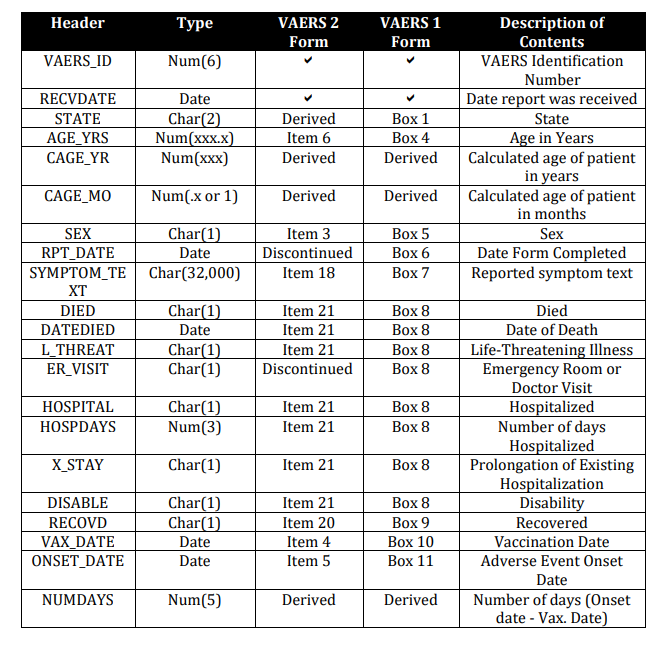 Header Type VAERS 2 Form VAERS 1 Form Description of Contents
VAERS_ID Num(6) ✔ ✔ VAERS Identification Number
RECVDATE Date ✔ ✔ Date report was received
STATE Char(2) Derived Box 1 State
AGE_YRS Num(xxx.x) Item 6 Box 4 Age in Years
CAGE_YR Num(xxx) Derived Derived Calculated age of patient in years
CAGE_MO Num(.x or 1) Derived Derived Calculated age of patient in months
SEX Char(1) Item 3 Box 5 Sex
RPT_DATE Date Discontinued Box 6 Date Form Completed
SYMPTOM_TEXT Char(32,000) Item 18 Box 7 Reported symptom text
DIED Char(1) Item 21 Box 8 Died
DATEDIED Date Item 21 Box 8 Date of Death
L_THREAT Char(1) Item 21 Box 8 Life-Threatening Illness
ER_VISIT Char(1) Discontinued Box 8 Emergency Room or Doctor Visit
HOSPITAL Char(1) Item 21 Box 8 Hospitalized
HOSPDAYS Num(3) Item 21 Box 8 Number of days Hospitalized
X_STAY Char(1) Item 21 Box 8 Prolongation of Existing Hospitalization
DISABLE Char(1) Item 21 Box 8 Disability
RECOVD Char(1) Item 20 Box 9 Recovered
VAX_DATE Date Item 4 Box 10 Vaccination Date
ONSET_DATE Date Item 5 Box 11 Adverse Event Onset Date
NUMDAYS Num(5) Derived Derived Number of days (Onset date - Vax. Date)